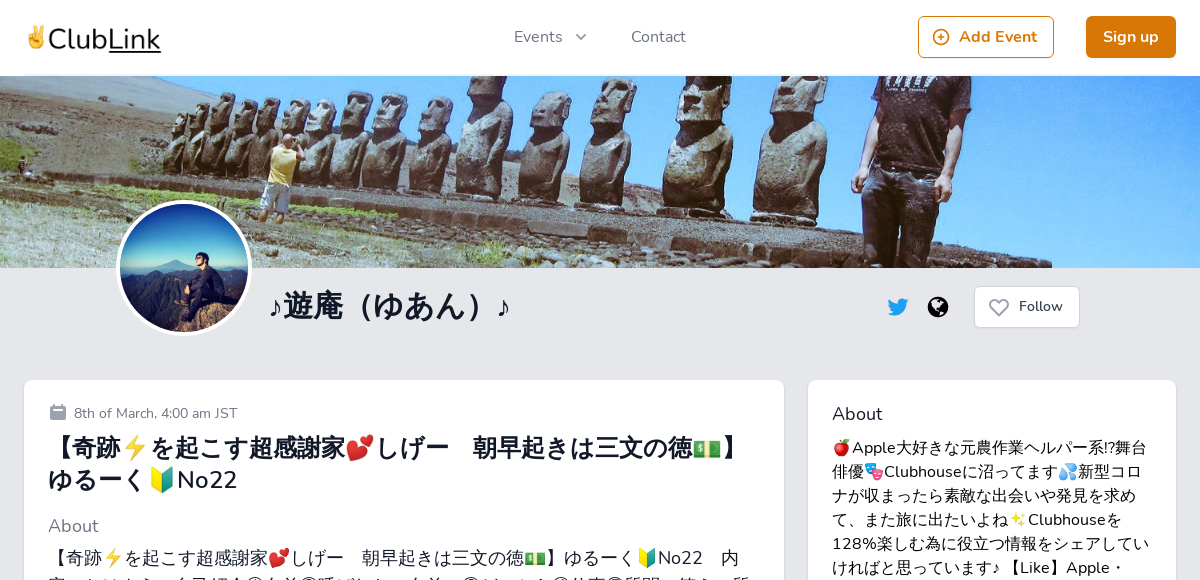 ✌️ClubLink
Events
Contact
Add Event
Sign up
♪遊庵（ゆあん）♪
Follow
8th of March, 4:00 am JST
【奇跡⚡を起こす超感謝家💕しげー　朝早起きは三文の徳💵】
ゆるーく🔰No22
About
【奇跡⚡を起こす超感謝家💕しげー　朝早起きは三文の徳💵】ゆるーく🔰No22　内
About
🍎Apple大好きな元農作業ヘルパー系!?舞台
俳優🎭Clubhouseに沼ってます💦新型コロ
ナが収まったら素敵な出会いや発見を求め
て、また旅に出たいよね✨Clubhouseを
128%楽しむ為に役立つ情報をシェアしてい
ければと思っています♪ 【Like】Apple・